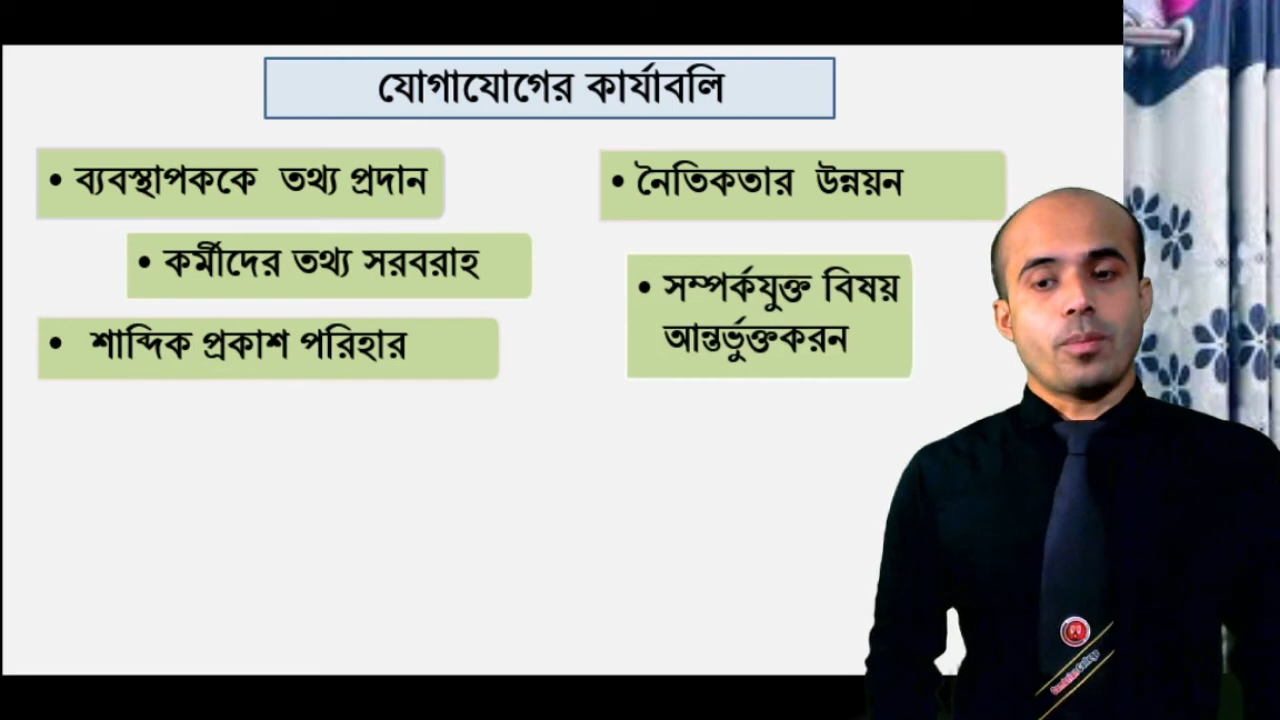 যোগাযোগের কার্যাবলি
• ব্যবস্থাপককে তথ্য প্রদান
• কর্মীদের তথ্য সরবরাহ
• শাব্দিক প্রকাশ পরিহার
• নৈতিকতার উন্নয়ন
• সম্পর্কযুক্ত বিষয়
আন্তর্ভুক্তকরন